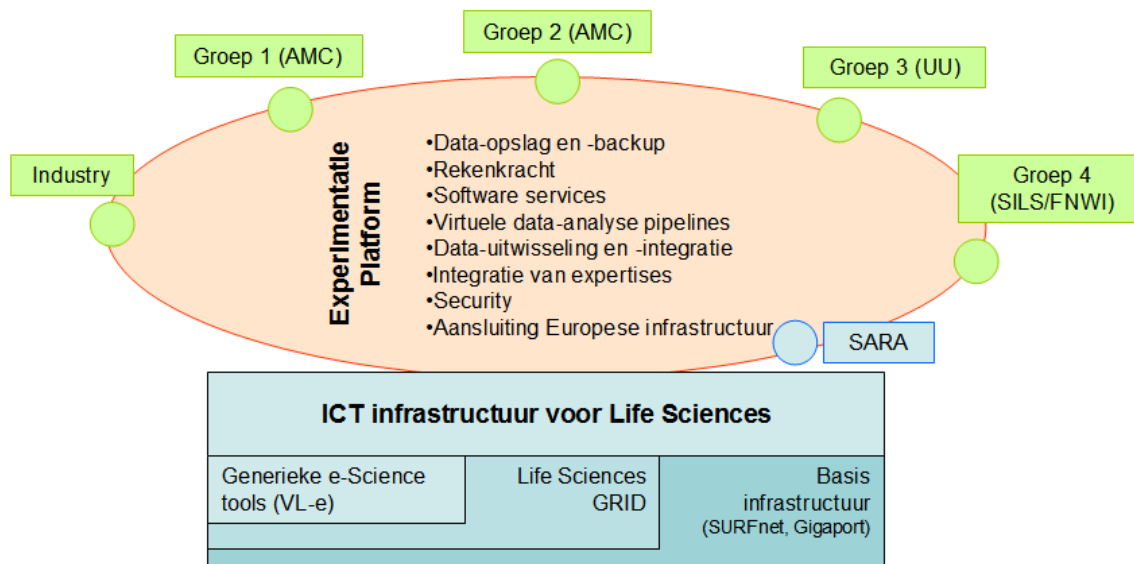 Groep 2 (AMC)
Groep 1 (AMC)
Groep 3 (UU)
Industry
Groep 4
(SILS/FNWI)
Experimentatie
Platform
•Data-opslag en -backup
•Rekenkracht
•Software services
•Virtuele data-analyse pipelines
•Data-uitwisseling en -integratie
•Integratie van expertises
•Security
•Aansluiting Europese infrastructuur
SARA
ICT infrastructuur voor Life Sciences
Generieke e-Science
tools (VL-e)
Life Sciences
GRID
Basis
infrastructuur
(SURFnet, Gigaport)